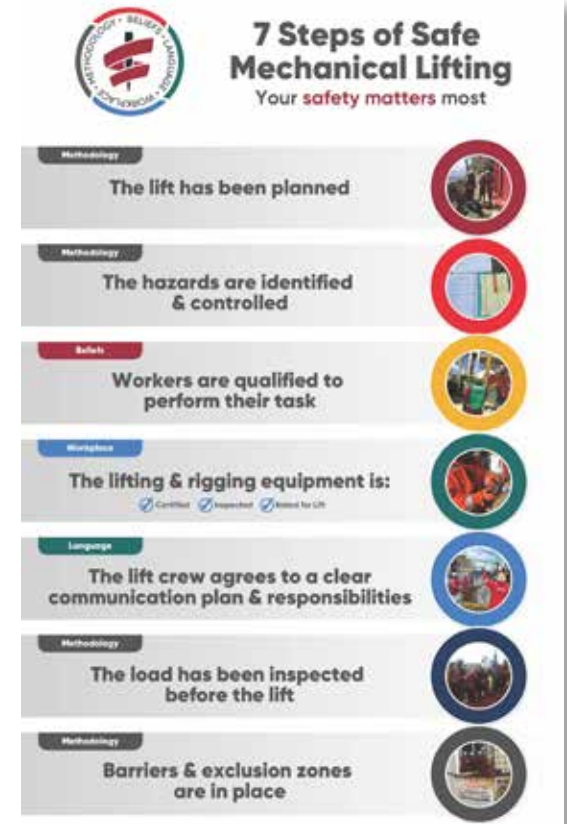 METHODOLOGY • BELIEFS • LANGUAGE • WORKPLACE •
7 Steps of Safe
Mechanical Lifting
Your safety matters most
Methodology
The lift has been planned
Methodology
The hazards are identified
& controlled
Beliefs
Workers are qualified to
perform their task
Workplace
The lifting & rigging equipment is:
Certified Inspected Rated for Lift
Language
The lift crew agrees to a clear
communication plan & responsibilities
Methodology
The load has been inspected
before the lift
Methodology
Barriers & exclusion zones
are in place